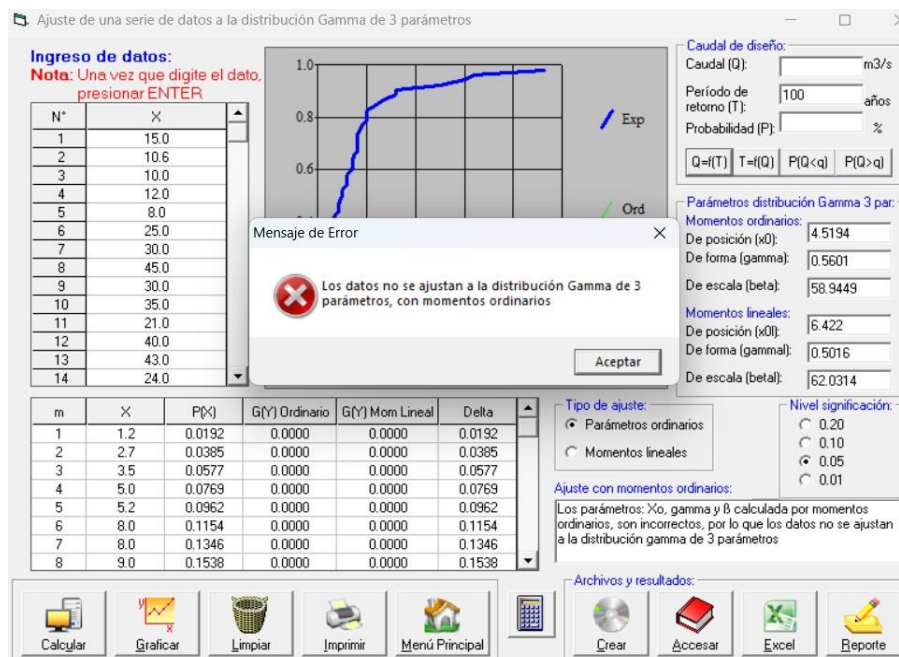 Ajuste de una serie de datos a la distribución Gamma de 3 parámetros
Ingreso de datos:
Nota: Una vez que digite el dato,
presionar ENTER
N° X
1 15.0
2 10.6
3 10.0
4 12.0
5 8.0
6 25.0
7 30.0
8 45.0
9 30.0
10 35.0
11 21.0
12 40.0
13 43.0
14 24.0
1.0
0.8
0.6
Exp
Ord
Caudal de diseño:
Caudal (Q): m3/s
Período de
retorno (T): 100 años
Probabilidad (P): %
Q=f(T) T=f(Q) P(Q<q) P(Q>q)
Parámetros distribución Gamma 3 par:
Momentos ordinarios:
De posición (x0): 4.5194
De forma (gamma): 0.5601
De escala (beta): 58.9449
Momentos lineales:
De posición (x0l): 6.422
De forma (gammal): 0.5016
De escala (betal): 62.0314
Mensaje de Error
Los datos no se ajustan a la distribución Gamma de 3
parámetros, con momentos ordinarios
Aceptar
m X P(X) G(Y) Ordinario G(Y) Mom Lineal Delta
1 1.2 0.0192 0.0000 0.0000 0.0192
2 2.7 0.0385 0.0000 0.0000 0.0385
3 3.5 0.0577 0.0000 0.0000 0.0577
4 5.0 0.0769 0.0000 0.0000 0.0769
5 5.2 0.0962 0.0000 0.0000 0.0962
6 8.0 0.1154 0.0000 0.0000 0.1154
7 8.0 0.1346 0.0000 0.0000 0.1346
8 9.0 0.1538 0.0000 0.0000 0.1538
Tipo de ajuste:
Parámetros ordinarios
Momentos lineales
Nivel significación:
0.20
0.10
0.05
0.01
Ajuste con momentos ordinarios:
Los parámetros: Xo, gamma y ß calculada por momentos
ordinarios, son incorrectos, por lo que los datos no se ajustan
a la distribución gamma de 3 parámetros
Calcular Graficar Limpiar Imprimir Menú Principal
Archivos y resultados:
Crear Accesar Excel Reporte